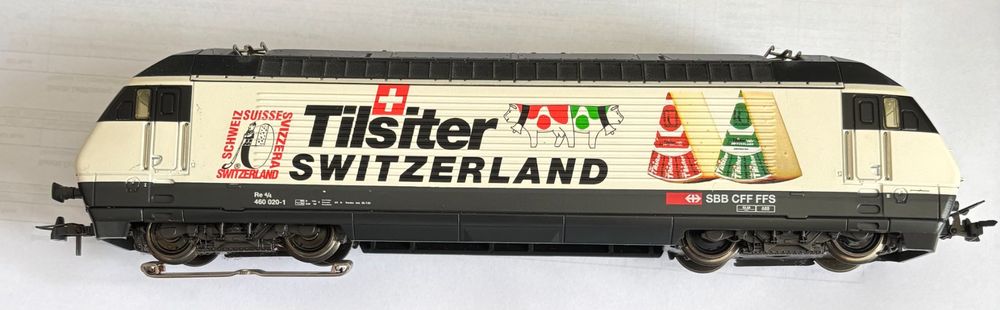 SCHWEIZ
SUISSE
SVIZZERA
SWITZERLAND
Tilsiter
SWITZERLAND
Re 4/4
460 020-1
SBB CFF FFS